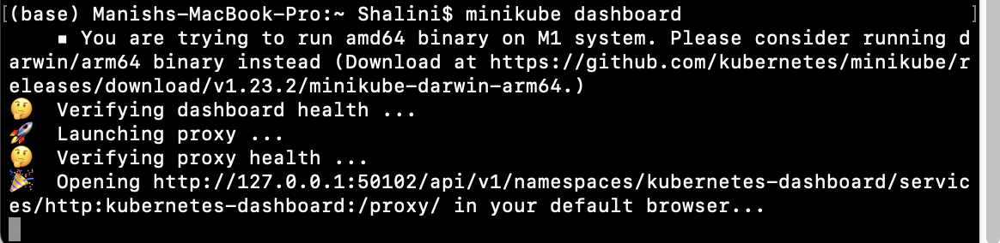 [(base) Manishs-MacBook-Pro:~ Shalini$ minikube dashboard ]
▪ You are trying to run amd64 binary on M1 system. Please consider running d
arwin/arm64 binary instead (Download at https://github.com/kubernetes/minikube/r
eleases/download/v1.23.2/minikube-darwin-arm64.)
🤔 Verifying dashboard health ...
🚀 Launching proxy ...
🤔 Verifying proxy health ...
🎉 Opening http://127.0.0.1:50102/api/v1/namespaces/kubernetes-dashboard/servic
es/http:kubernetes-dashboard:/proxy/ in your default browser...